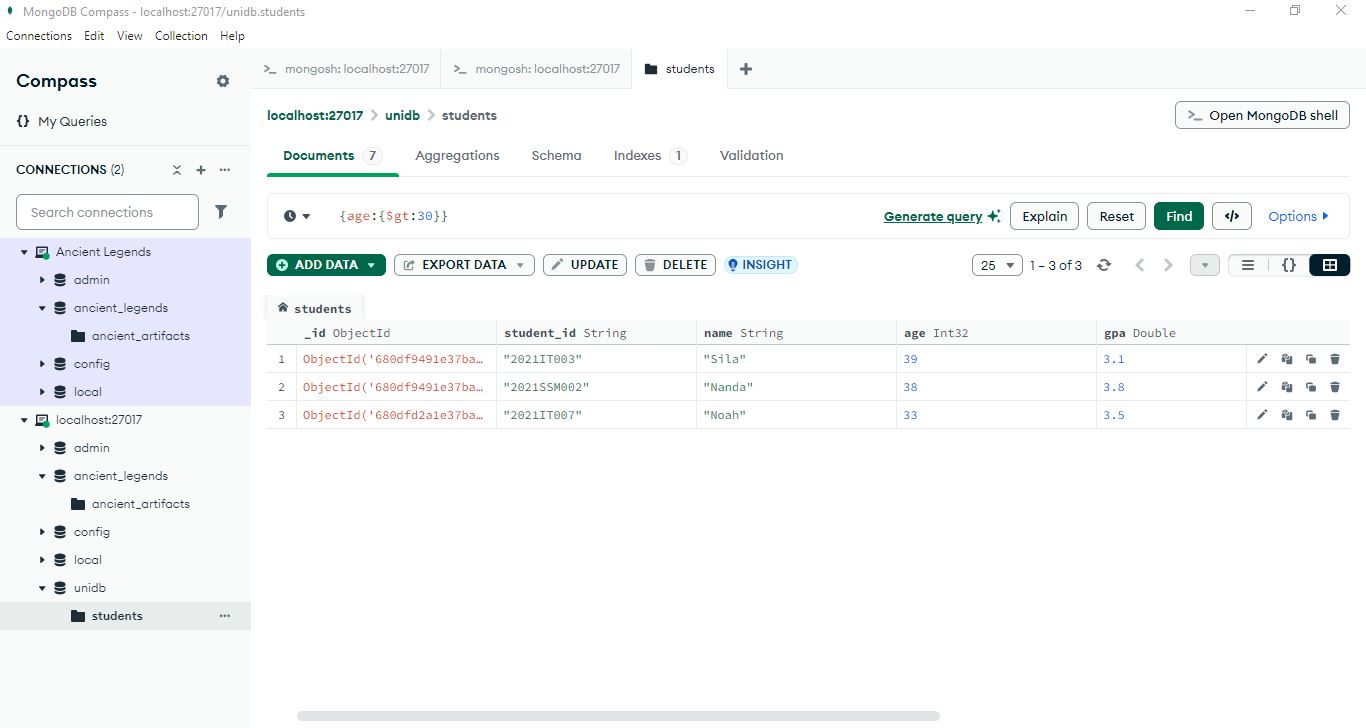 MongoDB Compass - localhost:27017/unidb.students
Connections Edit View Collection Help
Compass
{} My Queries
CONNECTIONS (2)
Search connections
Ancient Legends
admin
ancient_legends
ancient_artifacts
config
local
localhost:27017
admin
ancient_legends
ancient_artifacts
config
local
unidb
students
>_ mongosh: localhost:27017 >_ mongosh: localhost:27017 students
localhost:27017 > unidb > students
>_ Open MongoDB shell
Documents 7 Aggregations Schema Indexes 1 Validation
{age:{$gt:30}}
Generate query Explain Reset Find </> Options
ADD DATA EXPORT DATA UPDATE DELETE INSIGHT 25 1 – 3 of 3 {}
students
_id ObjectId student_id String name String age Int32 gpa Double
1 ObjectId('680df9491e37ba… "2021IT003" "Sila" 39 3.1
2 ObjectId('680df9491e37ba… "2021SSM002" "Nanda" 38 3.8
3 ObjectId('680dfd2a1e37ba… "2021IT007" "Noah" 33 3.5